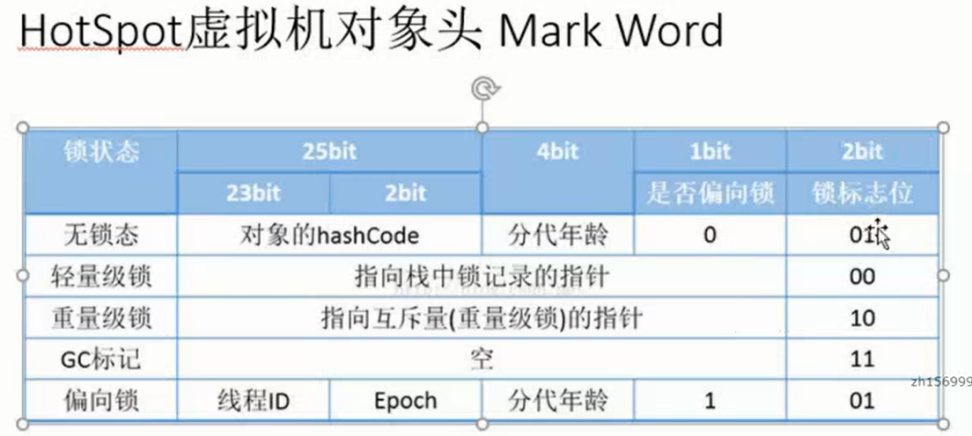 HotSpot虚拟机对象头 Mark Word
锁状态 25bit 4bit 1bit 2bit
23bit 2bit 是否偏向锁 锁标志位
无锁态 对象的hashCode 分代年龄 0 01
轻量级锁 指向栈中锁记录的指针 00
重量级锁 指向互斥量(重量级锁)的指针 10
GC标记 空 11
zh156999
偏向锁 线程ID Epoch 分代年龄 1 01